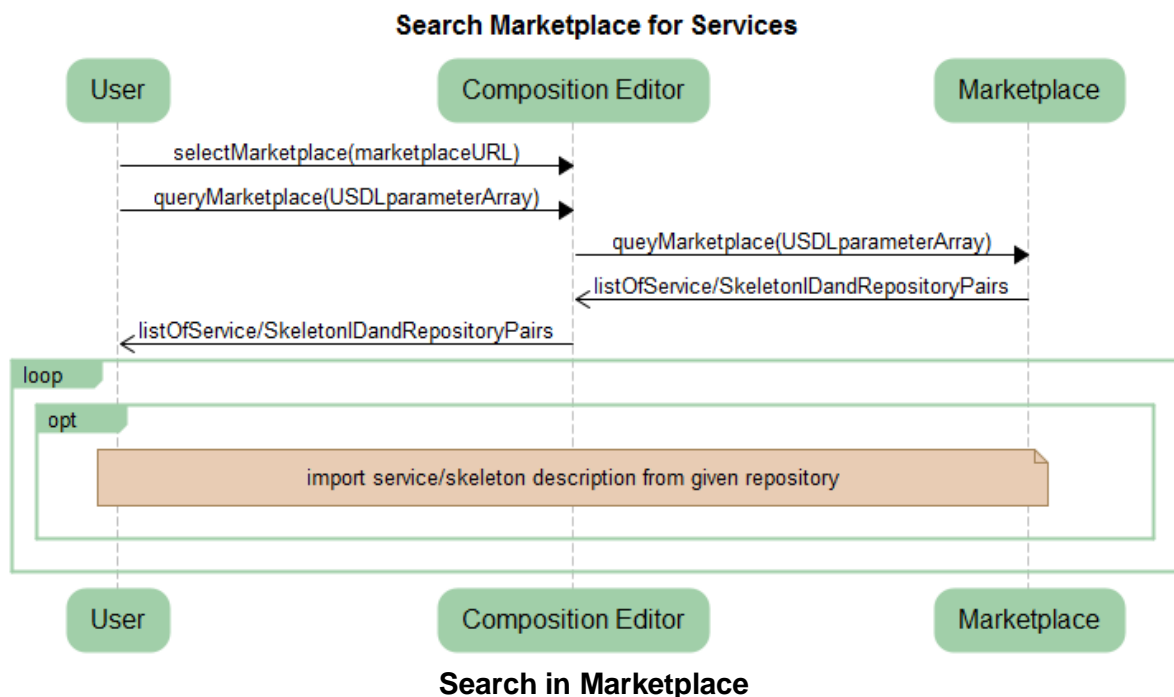 Search Marketplace for Services
User
Composition Editor
Marketplace
selectMarketplace(marketplaceURL)
queryMarketplace(USDLparameterArray)
queyMarketplace(USDLparameterArray)
listOfService/SkeletonIDandRepositoryPairs
listOfService/SkeletonIDandRepositoryPairs
loop
opt
import service/skeleton description from given repository
User
Composition Editor
Marketplace
Search in Marketplace